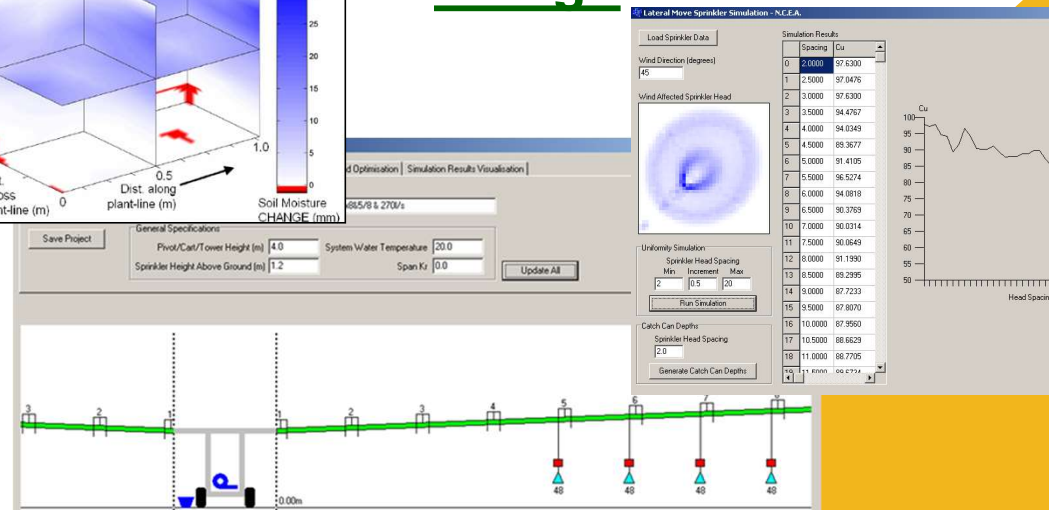 25
20
15
10
5
0
1.0
0.5
0
Dist. along
plant-line (m)
Soil Moisture
CHANGE (mm)
Optimisation
Simulation Results Visualisation
Save Project
General Specifications
Pivot/Cart/Tower Height (m) 4.0
System Water Temperature 20.0
Sprinkler Height Above Ground (m) 1.2
Span Kr 0.0
Update All
3 2 1 1 2 3 4 5 6 7
48 48 48 48
0.00m
Lateral Move Sprinkler Simulation - N.C.E.A.
Load Sprinkler Data
Wind Direction (degrees)
45
Wind Affected Sprinkler Head
Uniformity Simulation
Sprinkler Head Spacing
Min Increment Max
2 0.5 20
Run Simulation
Catch Can Depths
Sprinkler Head Spacing
2.0
Generate Catch Can Depths
Simulation Results
Spacing Cu
0 2.0000 97.6300
1 2.5000 97.0476
2 3.0000 97.6300
3 3.5000 94.4767
4 4.0000 94.0349
5 4.5000 89.3677
6 5.0000 91.4105
7 5.5000 96.5274
8 6.0000 94.0818
9 6.5000 90.3769
10 7.0000 90.0314
11 7.5000 90.0649
12 8.0000 91.1990
13 8.5000 89.2995
14 9.0000 87.7233
15 9.5000 87.8070
16 10.0000 87.9560
17 10.5000 88.6629
18 11.0000 88.7705
Cu
100
95
90
85
80
75
70
65
60
55
50
Head